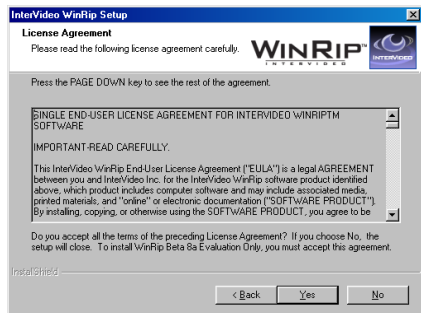 InterVideo WinRip Setup
License Agreement
Please read the following license agreement carefully.
WINRIP
INTERVIDEO
INTERVIDEO
Press the PAGE DOWN key to see the rest of the agreement.
SINGLE END-USER LICENSE AGREEMENT FOR INTERVIDEO WINRIPTM
SOFTWARE
IMPORTANT-READ CAREFULLY.
This InterVideo WinRip End-User License Agreement ("EULA") is a legal AGREEMENT
between you and InterVideo Inc. for the InterVideo WinRip software product identified
above, which product includes computer software and may include associated media,
printed materials, and "online" or electronic documentation ("SOFTWARE PRODUCT").
By installing, copying, or otherwise using the SOFTWARE PRODUCT, you agree to be
Do you accept all the terms of the preceding License Agreement? If you choose No, the
setup will close. To install WinRip Beta 8a Evaluation Only, you must accept this agreement.
InstallShield
< Back
Yes
No